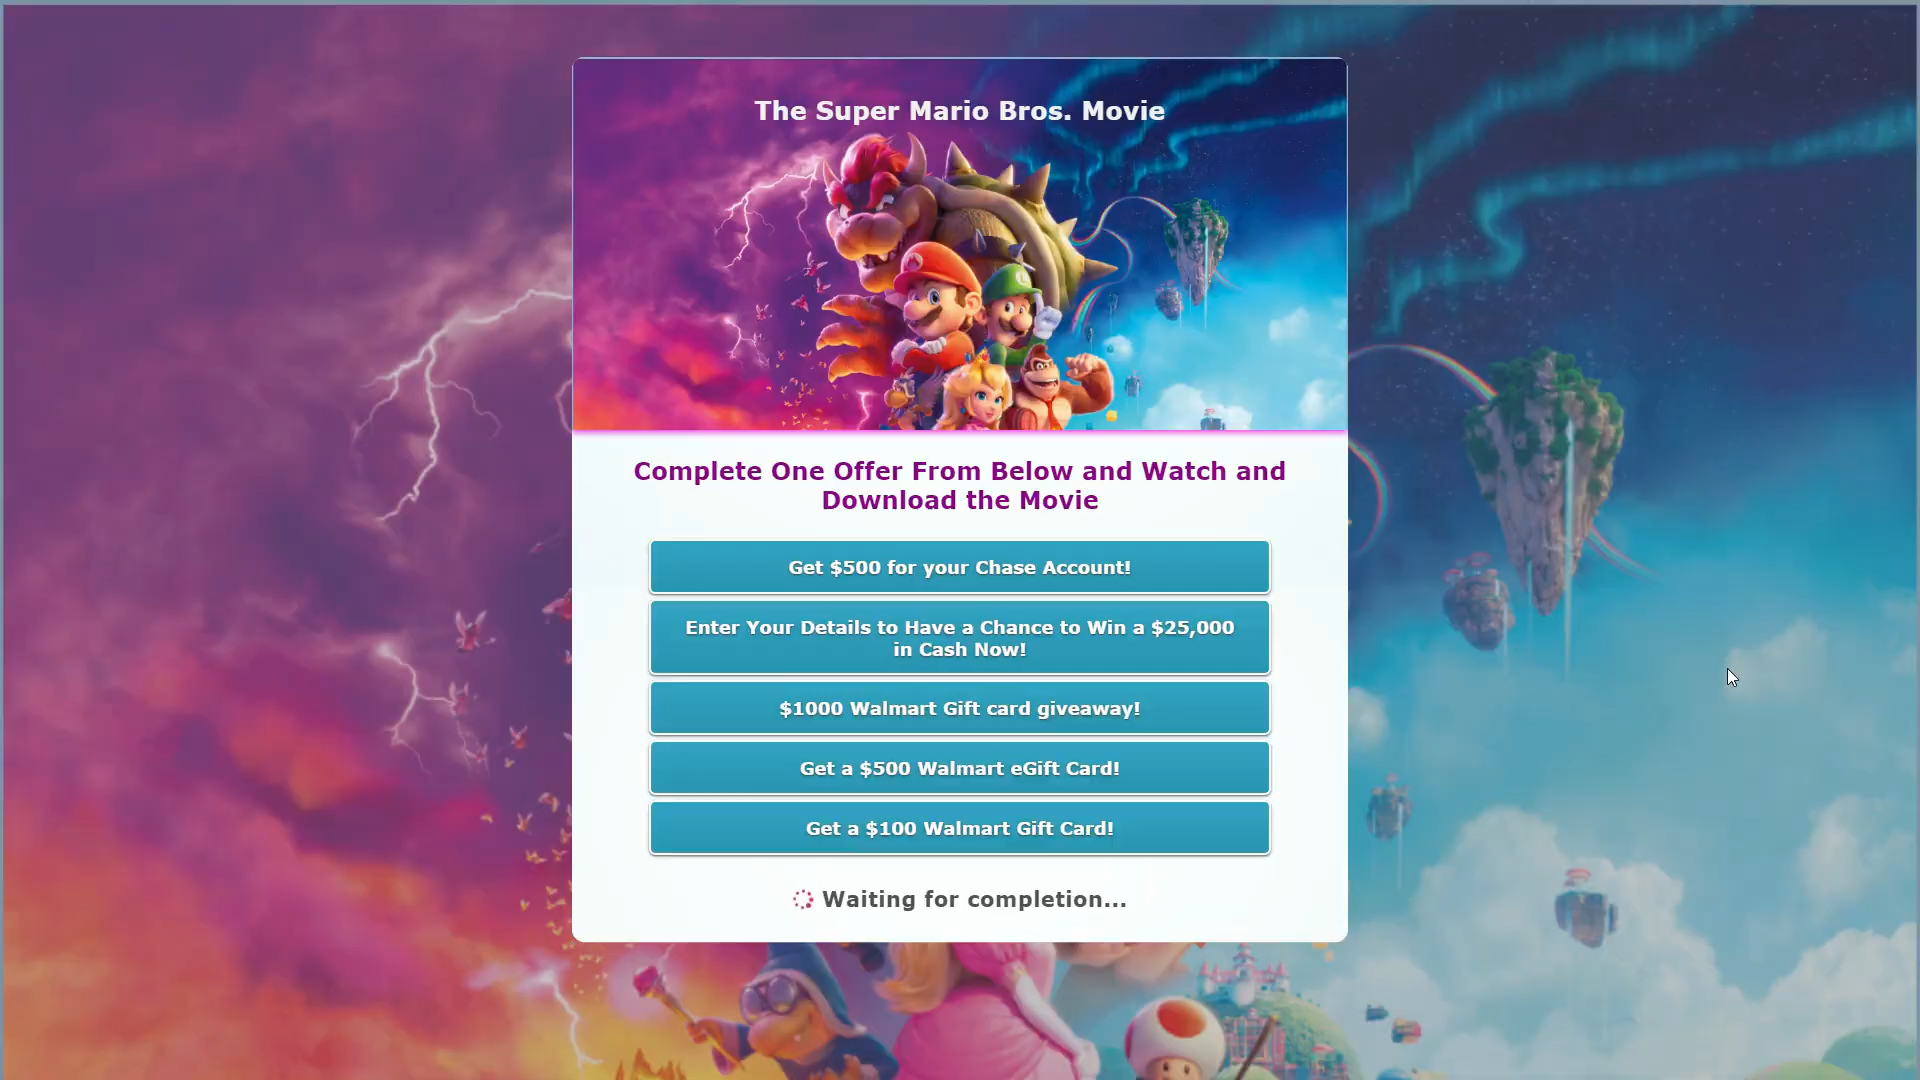 The Super Mario Bros. Movie
Complete One Offer From Below and Watch and
Download the Movie
Get $500 for your Chase Account!
Enter Your Details to Have a Chance to Win a $25,000
in Cash Now!
$1000 Walmart Gift card giveaway!
Get a $500 Walmart eGift Card!
Get a $100 Walmart Gift Card!
Waiting for completion...